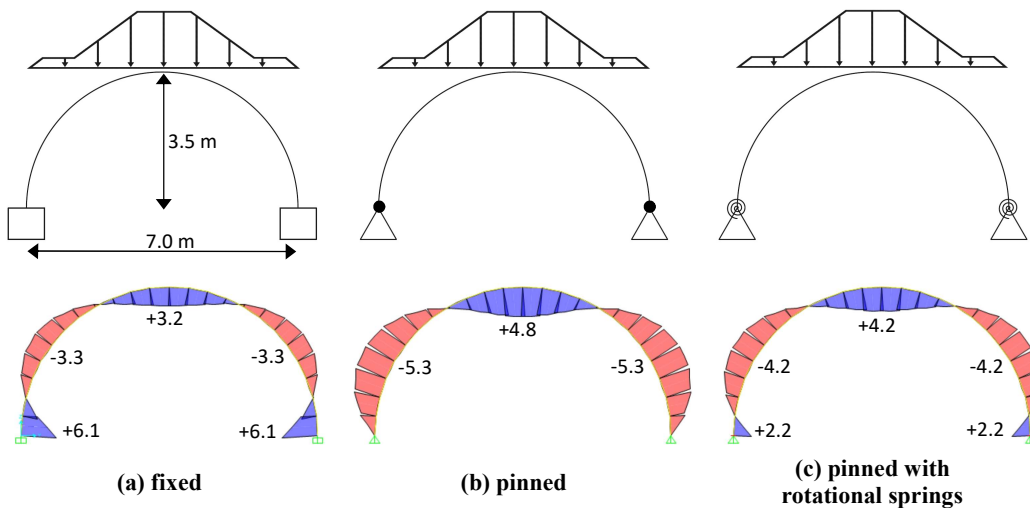 3.5 m
7.0 m
+3.2
-3.3
-3.3
+6.1
+6.1
(a) fixed
+4.8
-5.3
-5.3
(b) pinned
+4.2
-4.2
-4.2
+2.2
+2.2
(c) pinned with
rotational springs